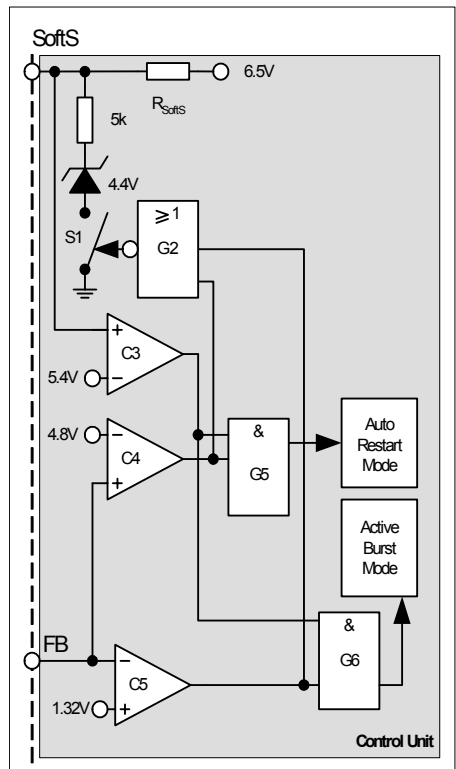 SoftS
6.5V
R SoftS
5k
4.4V
S1
≥ 1
G2
C3
5.4V
4.8V
C4
&
G5
Auto
Restart
Mode
Active
Burst
Mode
FB
&
G6
C5
1.32V
Control Unit
+
−
−
+
−
+